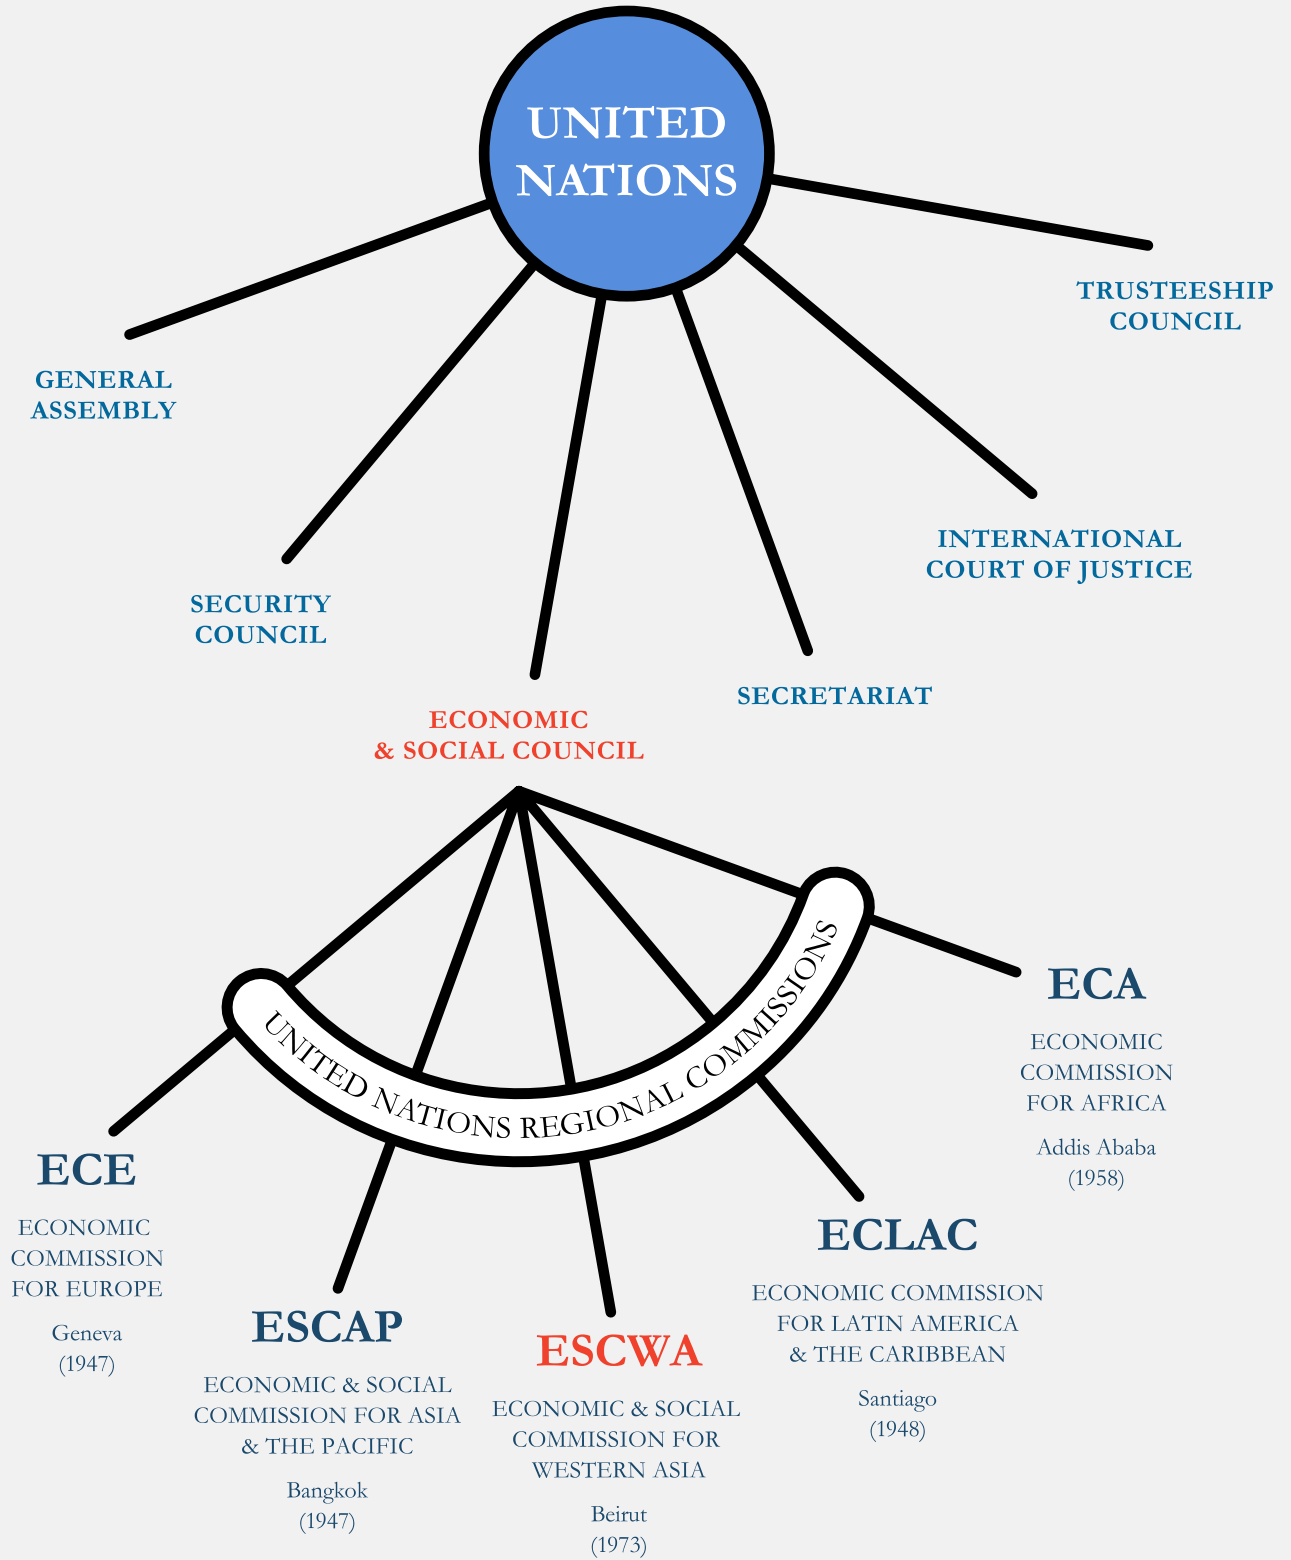 UNITED
NATIONS
TRUSTEESHIP
COUNCIL
GENERAL
ASSEMBLY
INTERNATIONAL
COURT OF JUSTICE
SECURITY
COUNCIL
SECRETARIAT
ECONOMIC
& SOCIAL COUNCIL
UNITED NATIONS REGIONAL COMMISSIONS
ECE
ECONOMIC
COMMISSION
FOR EUROPE
Geneva
(1947)
ESCAP
ECONOMIC & SOCIAL
COMMISSION FOR ASIA
& THE PACIFIC
Bangkok
(1947)
ESCWA
ECONOMIC & SOCIAL
COMMISSION FOR
WESTERN ASIA
Beirut
(1973)
ECLAC
ECONOMIC COMMISSION
FOR LATIN AMERICA
& THE CARIBBEAN
Santiago
(1948)
ECA
ECONOMIC
COMMISSION
FOR AFRICA
Addis Ababa
(1958)